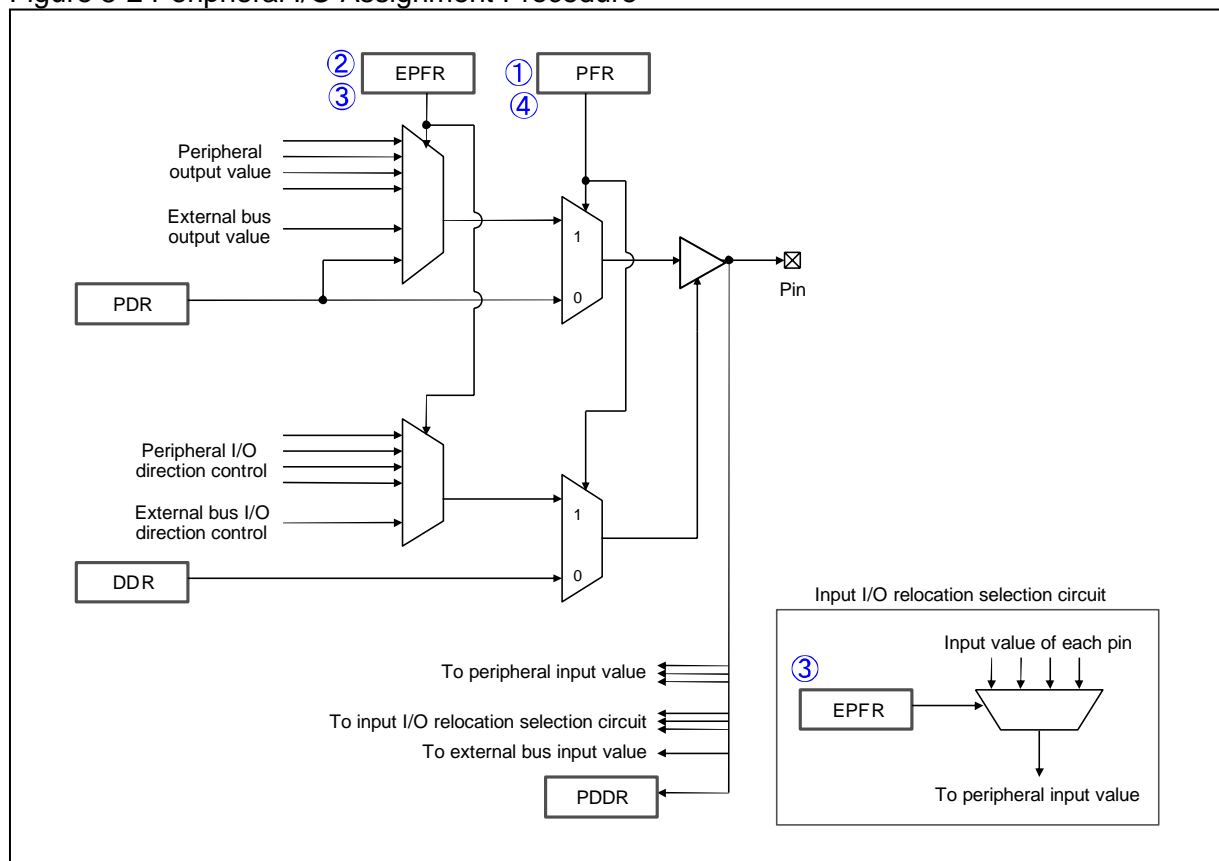 Figure 3-2 Peripheral I/O Assignment Procedure
②
③
EPFR
①
④
PFR
Peripheral
output value
External bus
output value
1
0
PDR
Pin
Peripheral I/O
direction control
External bus I/O
direction control
1
0
DDR
Input I/O relocation selection circuit
Input value of each pin
③
EPFR
To peripheral input value
To peripheral input value
To input I/O relocation selection circuit
To external bus input value
PDDR